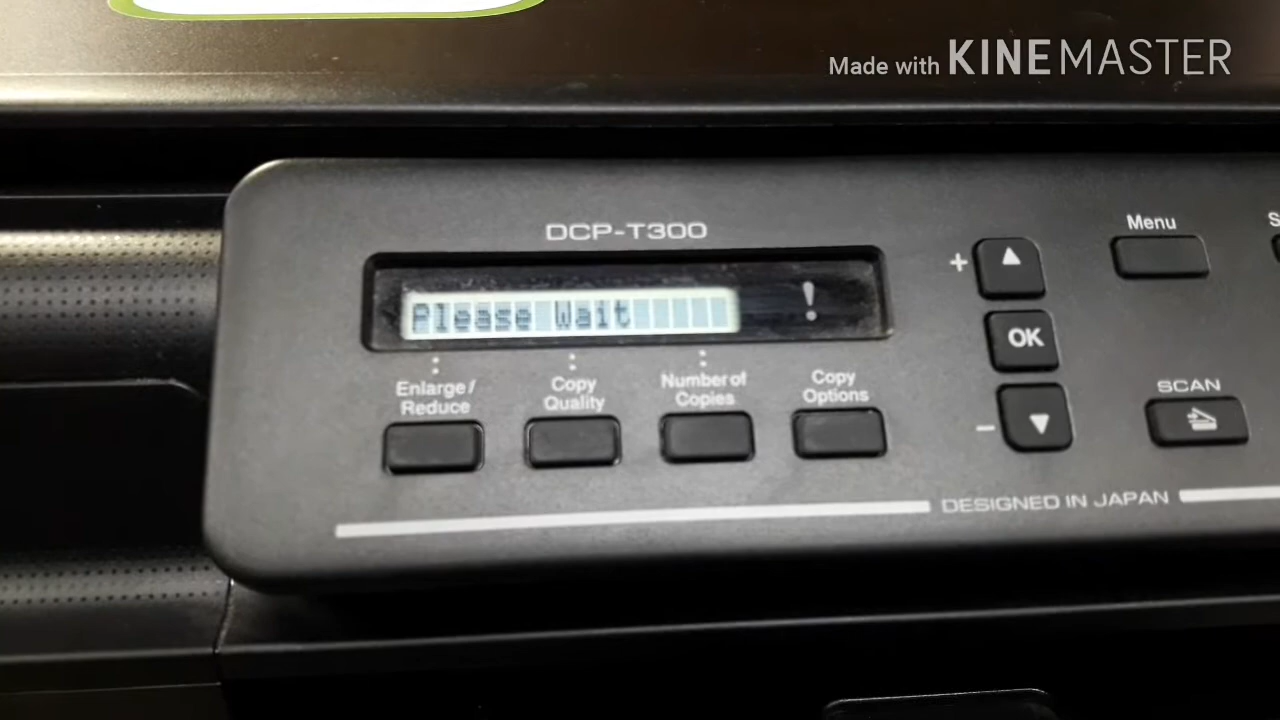 Made with KINEMASTER
DCP-T300
Please Wait
!
+
Menu
OK
Enlarge/
Reduce
Copy
Quality
Number of
Copies
Copy
Options
−
SCAN
DESIGNED IN JAPAN